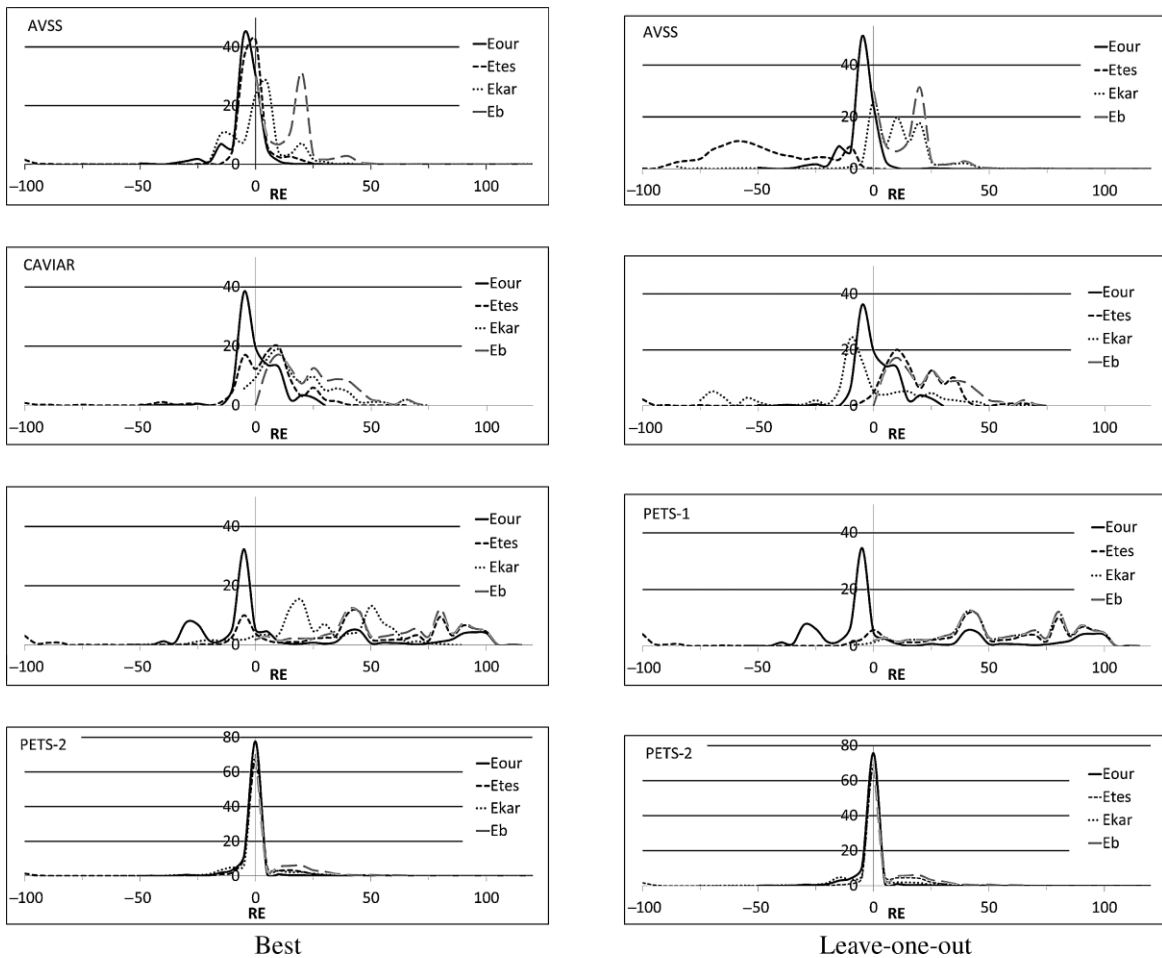 AVSS
40
20
0
Eour
Etes
Ekar
Eb
−100
−50
0
50
100
RE
AVSS
40
20
0
Eour
Etes
Ekar
Eb
−100
−50
0
50
100
RE
CAVIAR
40
20
0
Eour
Etes
Ekar
Eb
−100
−50
0
50
100
RE
40
20
0
Eour
Etes
Ekar
Eb
−100
−50
0
50
100
RE
40
20
0
Eour
Etes
Ekar
Eb
−100
−50
0
50
100
RE
PETS-1
40
20
0
Eour
Etes
Ekar
Eb
−100
−50
0
50
100
RE
PETS-2
80
60
40
20
0
Eour
Etes
Ekar
Eb
−100
−50
0
50
100
RE
PETS-2
80
60
40
20
0
Eour
Etes
Ekar
Eb
−100
−50
0
50
100
RE
Best
Leave-one-out